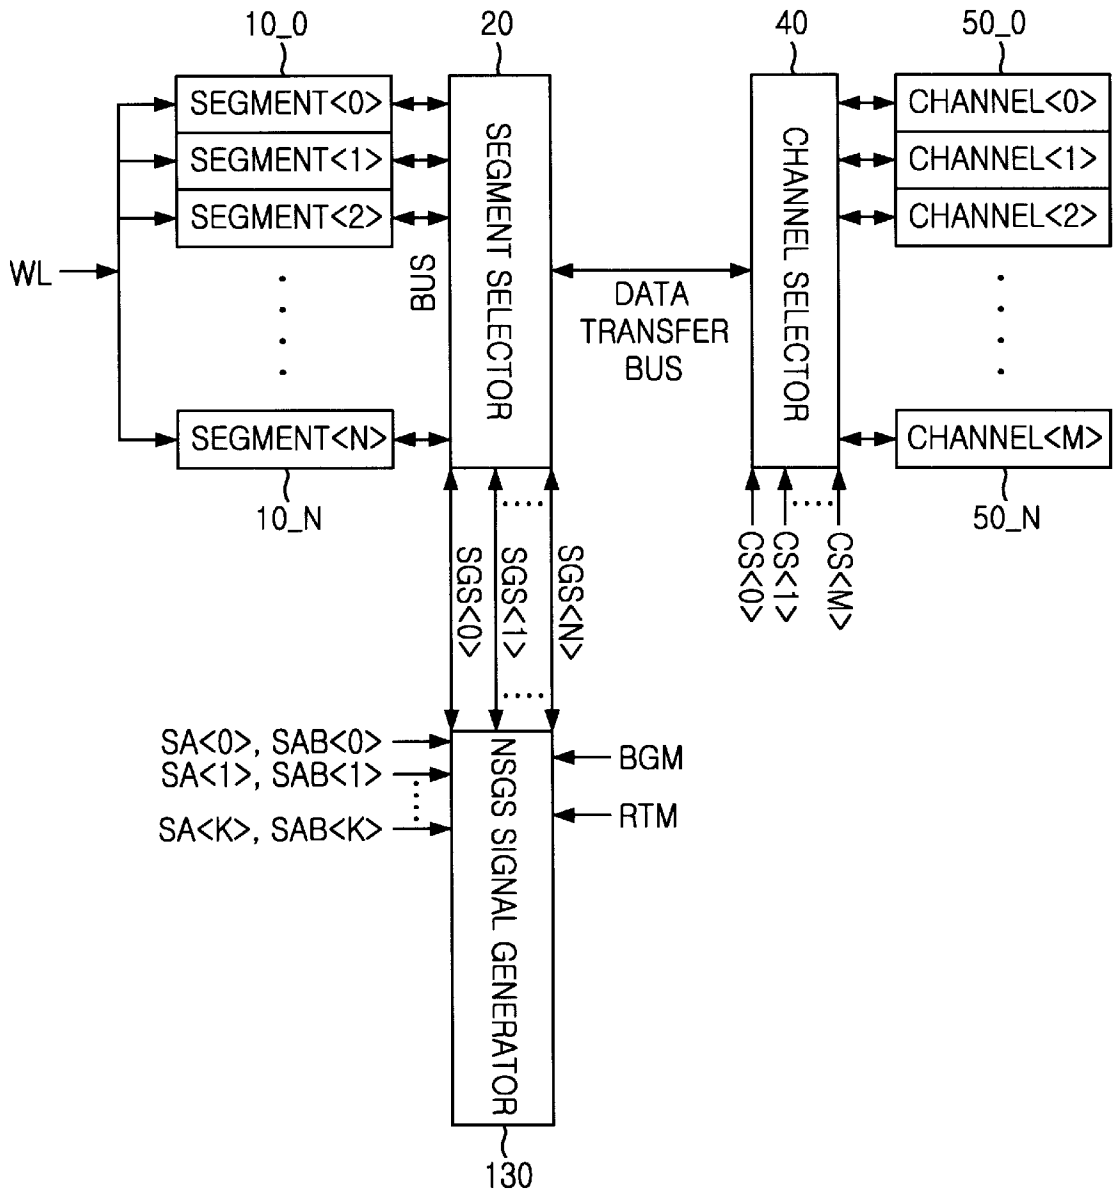 10_0
20
40
50_0
SEGMENT<0>
SEGMENT<1>
SEGMENT<2>
SEGMENT<N>
10_N
WL
BUS
SEGMENT SELECTOR
DATA
TRANSFER
BUS
CHANNEL SELECTOR
CHANNEL<0>
CHANNEL<1>
CHANNEL<2>
CHANNEL<M>
50_N
SGS<0>
SGS<1>
SGS<N>
CS<0>
CS<1>
CS<M>
SA<0>, SAB<0>
SA<1>, SAB<1>
SA<K>, SAB<K>
NSGS SIGNAL GENERATOR
BGM
RTM
130